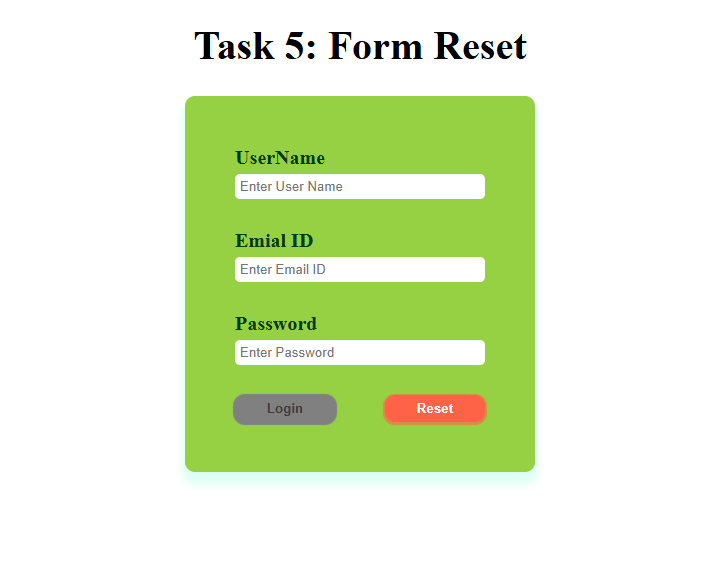 Task 5: Form Reset
UserName
Enter User Name
Emial ID
Enter Email ID
Password
Enter Password
Login Reset